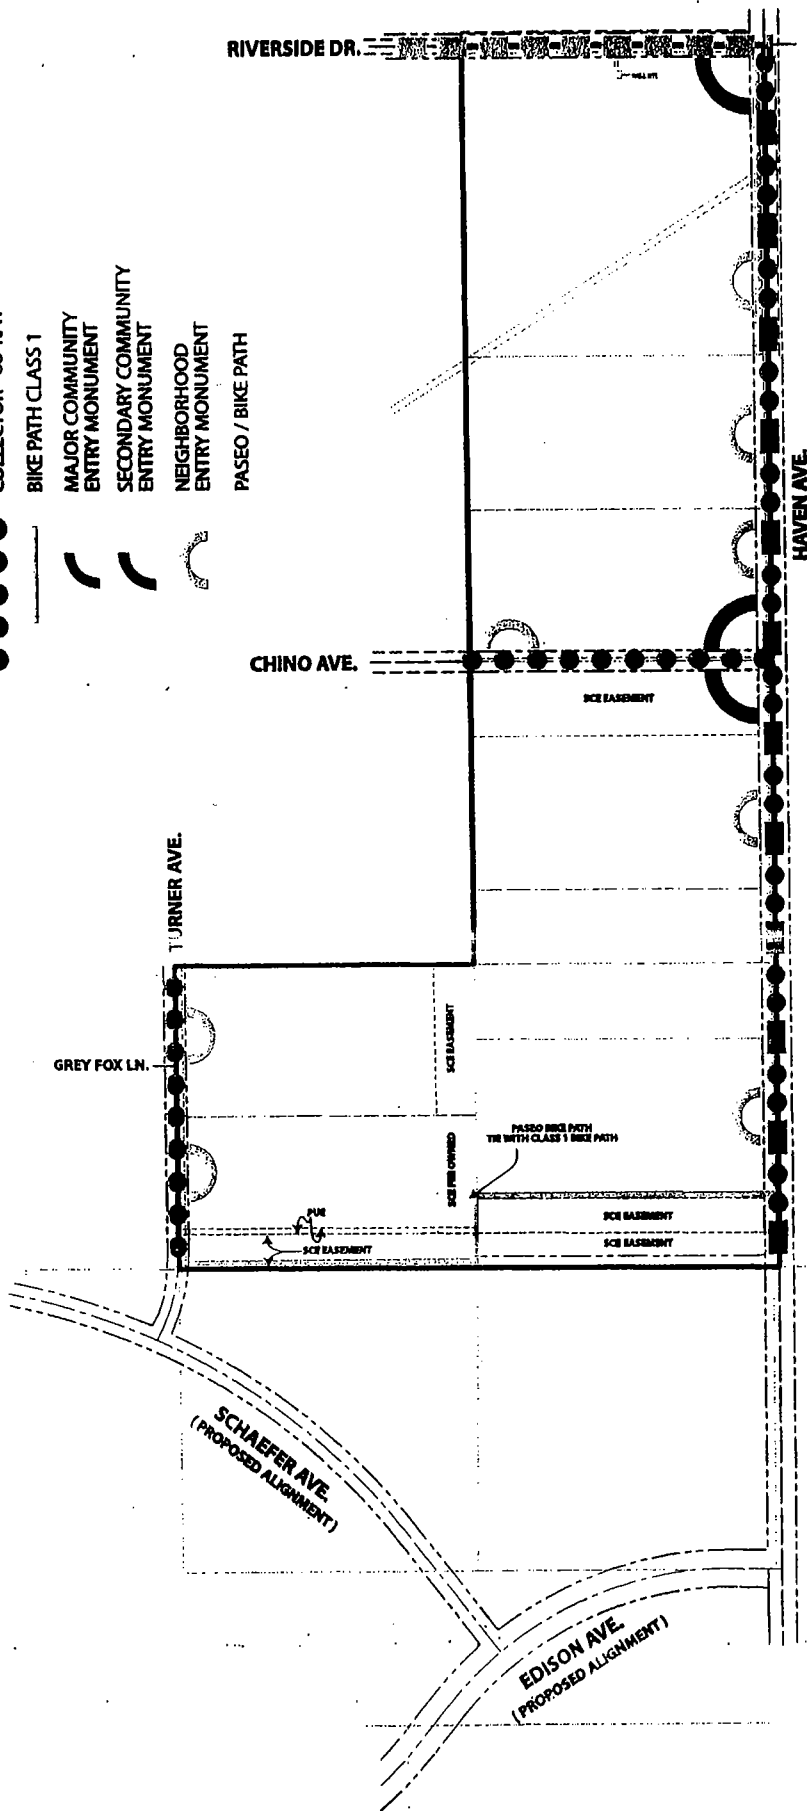 BIKE PATH CLASS 1
MAJOR COMMUNITY
ENTRY MONUMENT
SECONDARY COMMUNITY
ENTRY MONUMENT
NEIGHBORHOOD
ENTRY MONUMENT
PASEO / BIKE PATH
RIVERSIDE DR.
WELL SITE
HAVEN AVE.
CHINO AVE.
SCE EASEMENT
TURNER AVE.
GREY FOX LN.
SCE EASEMENT
SCE FEE OWNED
PASEO BIKE PATH
TIE WITH CLASS 1 BIKE PATH
PUE
SCE EASEMENT
SCE EASEMENT
SCE EASEMENT
SCHAEFER AVE.
( PROPOSED ALIGNMENT )
EDISON AVE.
( PROPOSED ALIGNMENT )